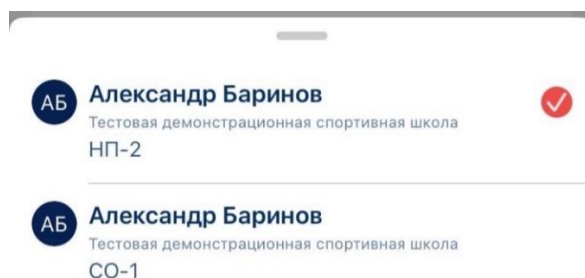 АБ
Александр Баринов
Тестовая демонстрационная спортивная школа
НП-2
АБ
Александр Баринов
Тестовая демонстрационная спортивная школа
СО-1